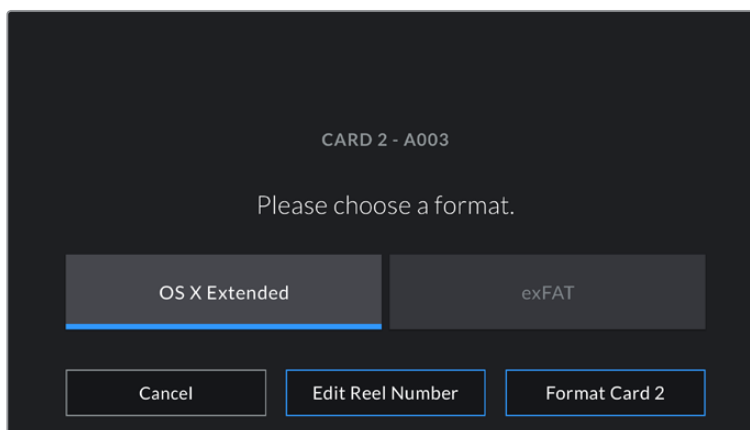 CARD 2 - A003
Please choose a format.
OS X Extended
exFAT
Cancel
Edit Reel Number
Format Card 2